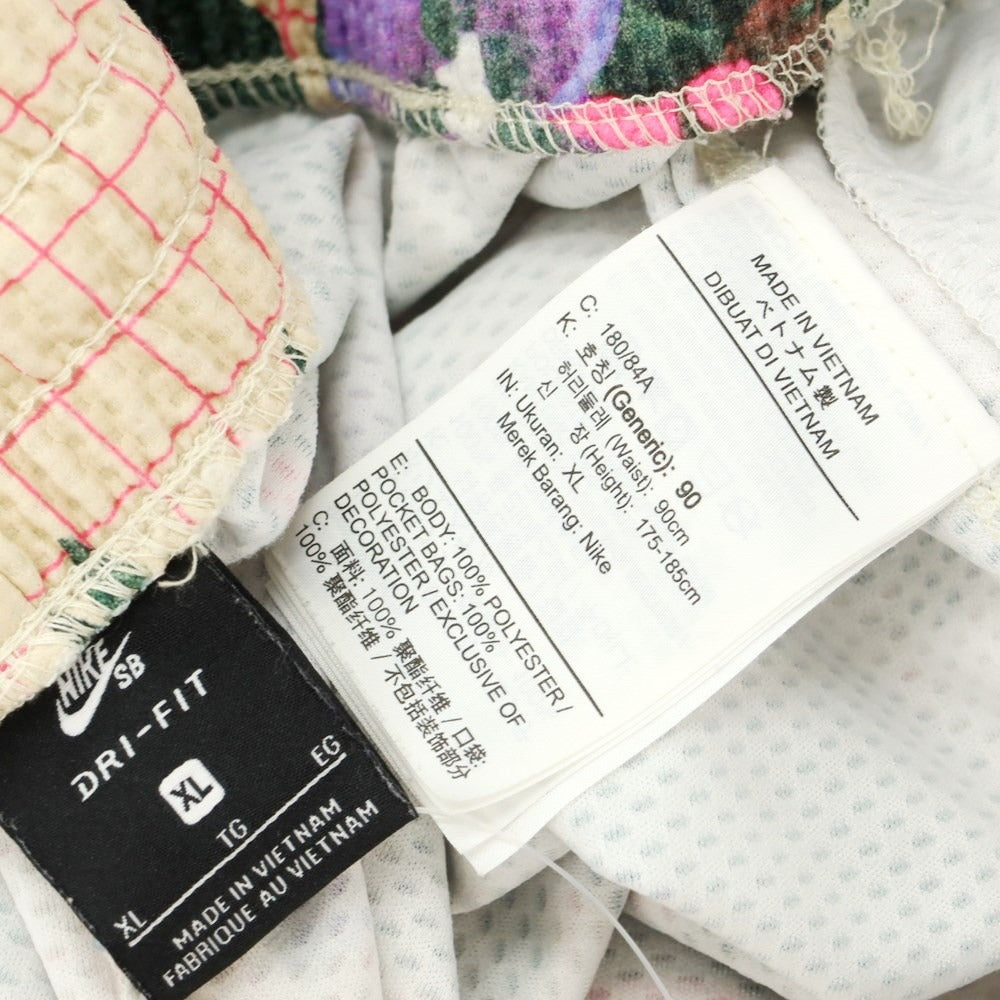 MADE IN VIETNAM
ベトナム製
DIBUAT DI VIETNAM
C: 180/84A
K: 호칭 (Generic): 90
허리둘레 (Waist): 90cm
신 장 (Height): 175-185cm
IN: Ukuran: XL
Merek Barang: Nike
E: BODY: 100% POLYESTER /
POCKET BAGS: 100%
POLYESTER / EXCLUSIVE OF
DECORATION
C: 面料: 100% 聚酯纤维 / 口袋:
100% 聚酯纤维 / 不包括装饰部分
NIKE
SB
DRI-FIT
XL
EG
TG
XL
MADE IN VIETNAM
FABRIQUE AU VIETNAM